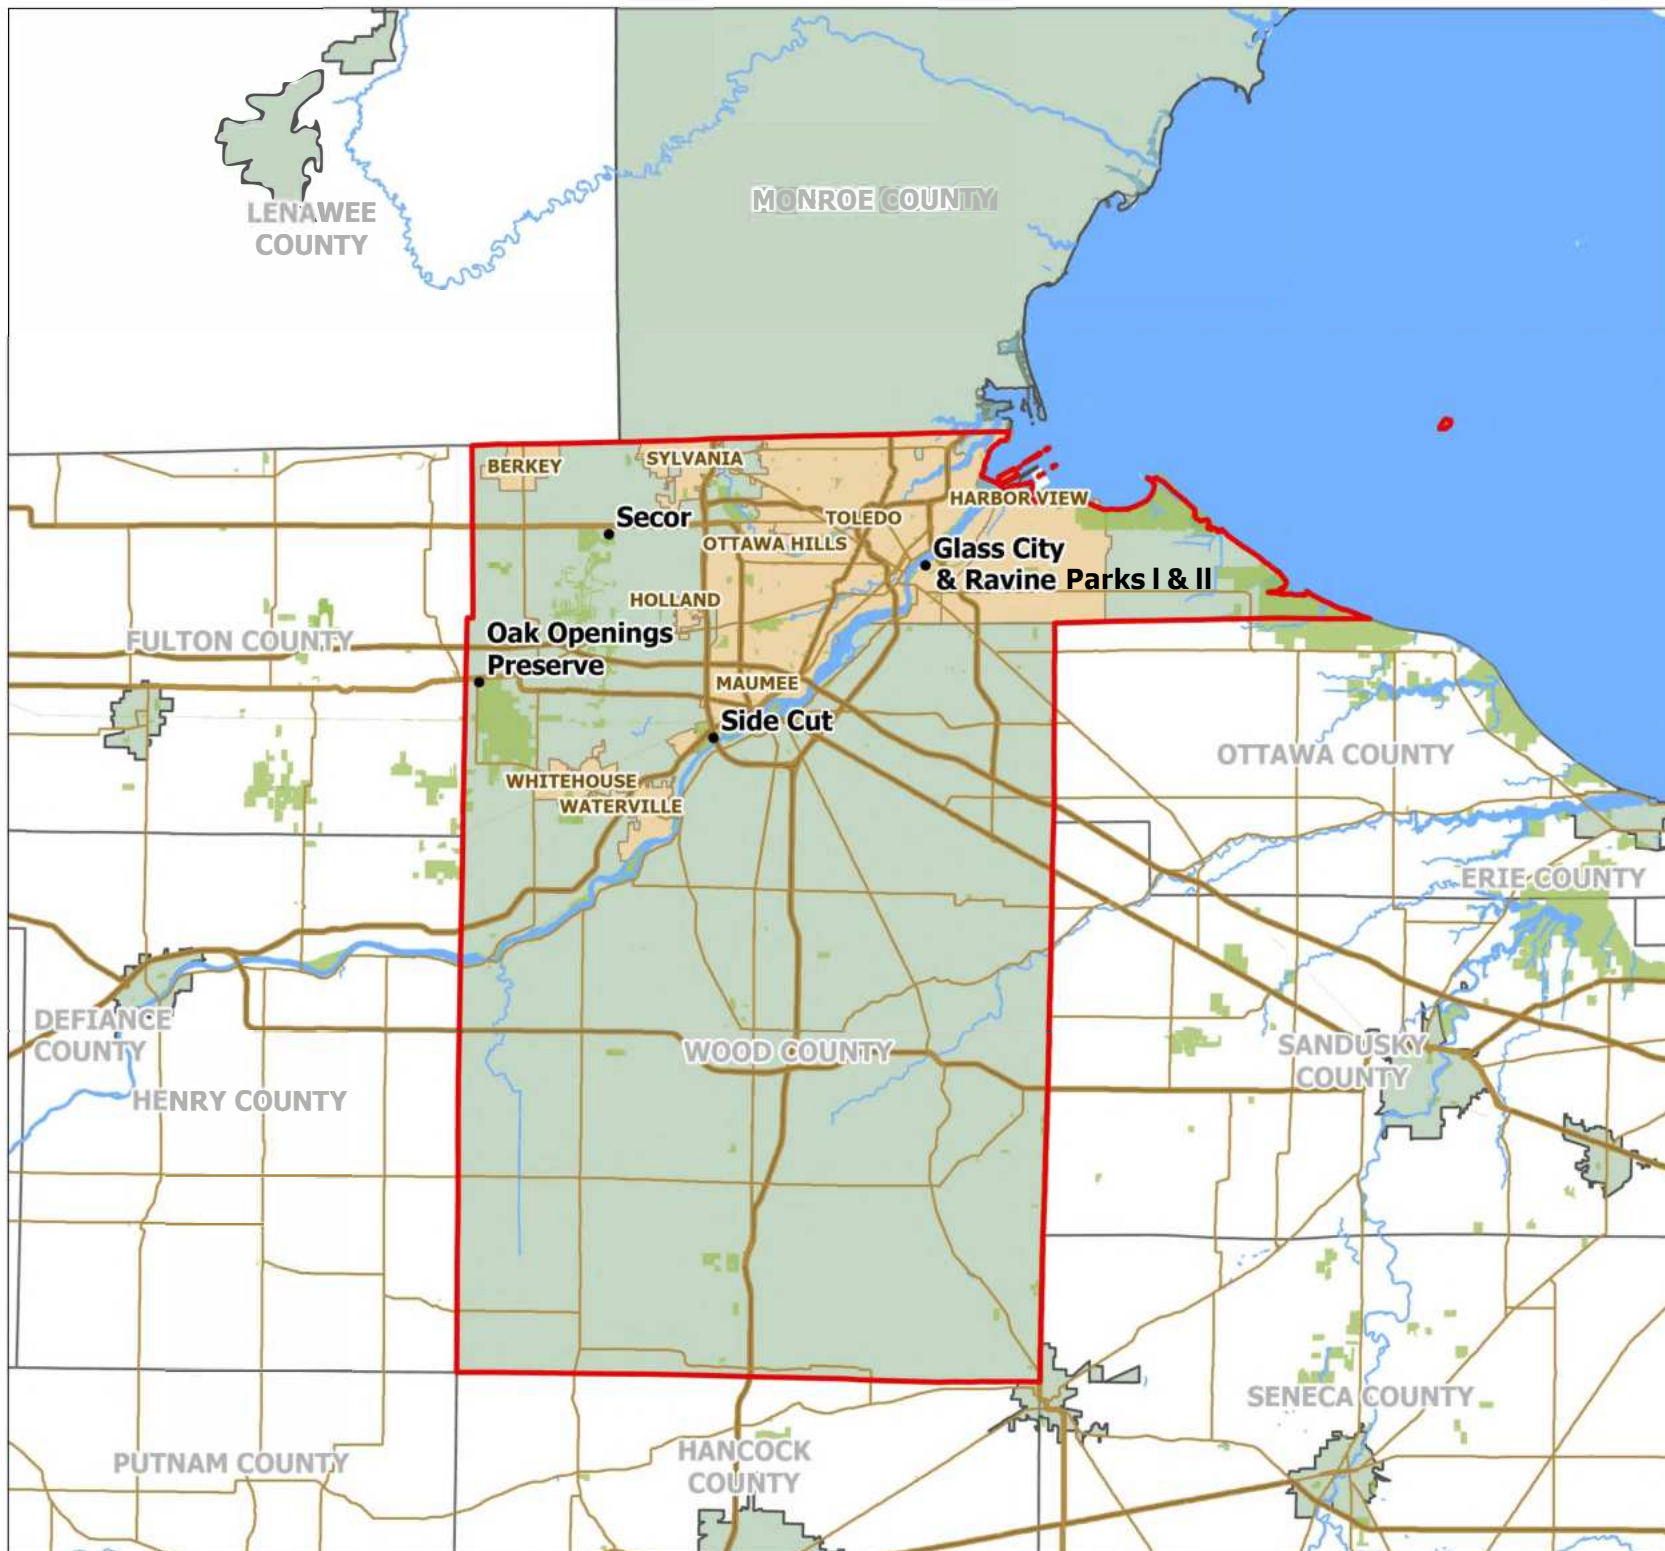 MONROE COUNTY
LENAWEE
COUNTY
BERKEY
SYLVANIA
HARBOR VIEW
Secor
TOLEDO
OTTAWA HILLS
Glass City
& Ravine Parks I & II
HOLLAND
FULTON COUNTY
Oak Openings
Preserve
MAUMEE
Side Cut
OTTAWA COUNTY
WHITEHOUSE
WATERVILLE
ERIE COUNTY
DEFIANCE
COUNTY
WOOD COUNTY
SANDUSKY
COUNTY
HENRY COUNTY
SENECA COUNTY
PUTNAM COUNTY
HANCOCK
COUNTY